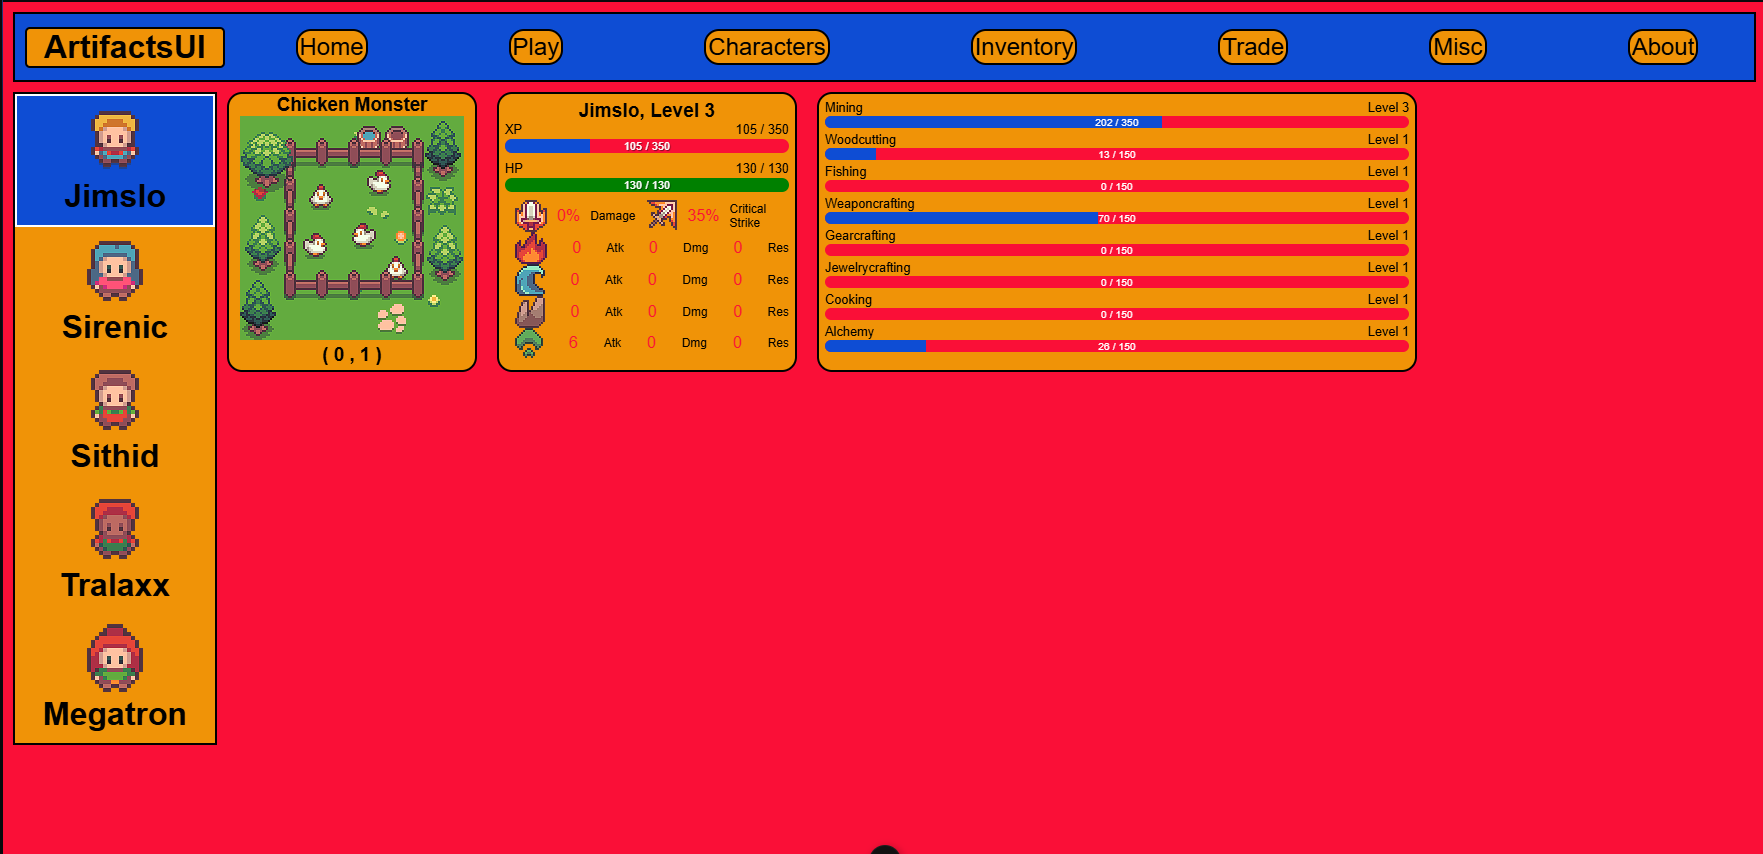 ArtifactsUI
Home
Play
Characters
Inventory
Trade
Misc
About
Jimslo
Sirenic
Sithid
Tralaxx
Megatron
Chicken Monster
( 0 , 1 )
Jimslo, Level 3
XP 105 / 350
105 / 350
HP 130 / 130
130 / 130
0% Damage 35% Critical
Strike
0 Atk 0 Dmg 0 Res
0 Atk 0 Dmg 0 Res
0 Atk 0 Dmg 0 Res
6 Atk 0 Dmg 0 Res
Mining Level 3
202 / 350
Woodcutting Level 1
13 / 150
Fishing Level 1
0 / 150
Weaponcrafting Level 1
70 / 150
Gearcrafting Level 1
0 / 150
Jewelrycrafting Level 1
0 / 150
Cooking Level 1
0 / 150
Alchemy Level 1
26 / 150